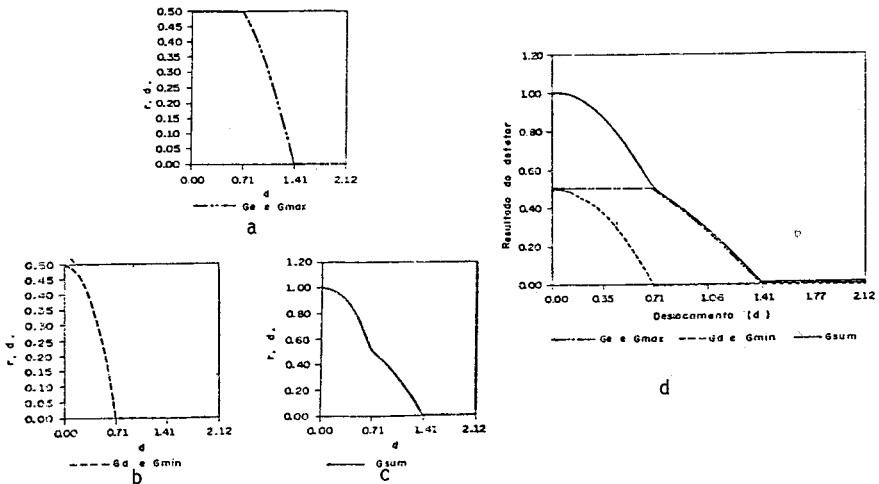 0.50
0.45
0.40
0.35
0.30
0.25
0.20
0.15
0.10
0.05
0.00
r. d.
0.00 0.71 1.41 2.12
d
Ge e Gmax
a
0.50
0.45
0.40
0.35
0.30
0.25
0.20
0.15
0.10
0.05
0.00
r. d.
0.00 0.71 1.41 2.12
d
Gd e Gmin
b
1.20
1.00
0.80
0.60
0.40
0.20
0.00
r. d.
0.00 0.71 1.41 2.12
d
Gsum
c
1.20
1.00
0.80
0.60
0.40
0.20
0.00
Resultado do detetor
0.00 0.35 0.71 1.06 1.41 1.77 2.12
Deslocamento (d)
Ge e Gmax Gd e Gmin Gsum
d